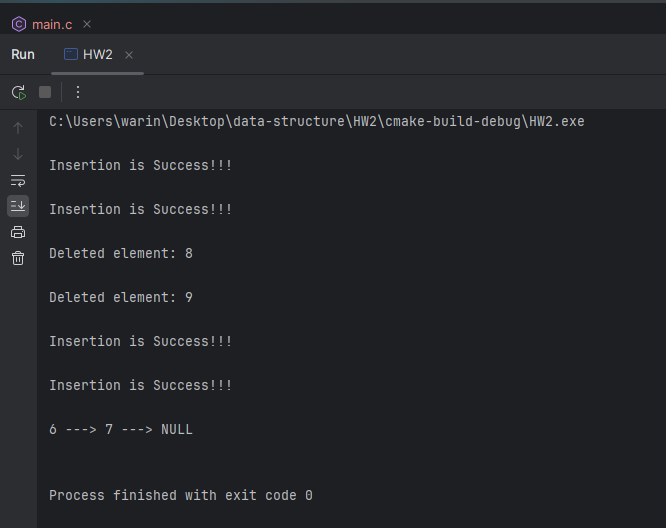 main.c
Run HW2
C:\Users\warin\Desktop\data-structure\HW2\cmake-build-debug\HW2.exe
Insertion is Success!!!
Insertion is Success!!!
Deleted element: 8
Deleted element: 9
Insertion is Success!!!
Insertion is Success!!!
6 ---> 7 ---> NULL
Process finished with exit code 0